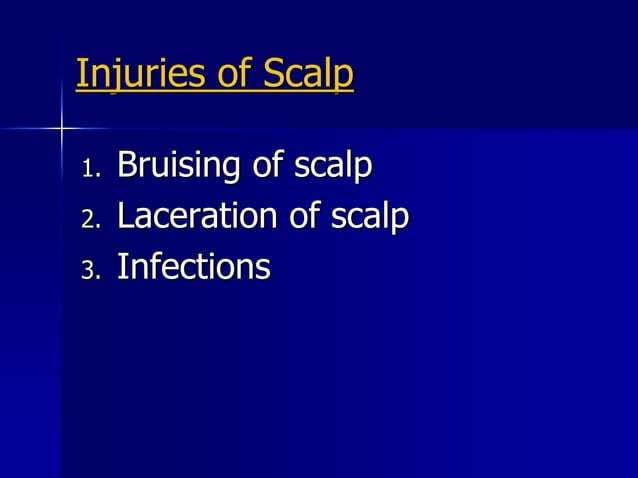 Injuries of Scalp
1. Bruising of scalp
2. Laceration of scalp
3. Infections